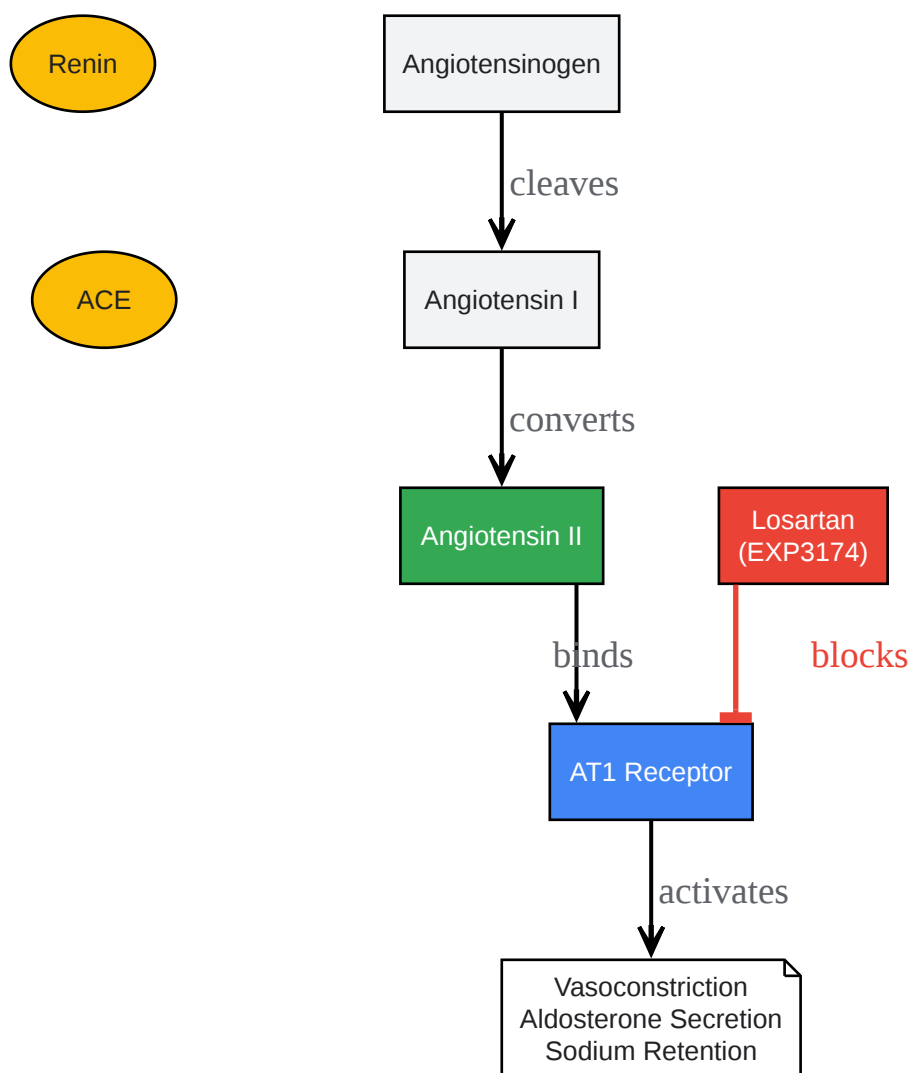 Renin
Angiotensinogen
cleaves
ACE
Angiotensin I
converts
Angiotensin II
Losartan
(EXP3174)
binds
blocks
AT1 Receptor
activates
Vasoconstriction
Aldosterone Secretion
Sodium Retention